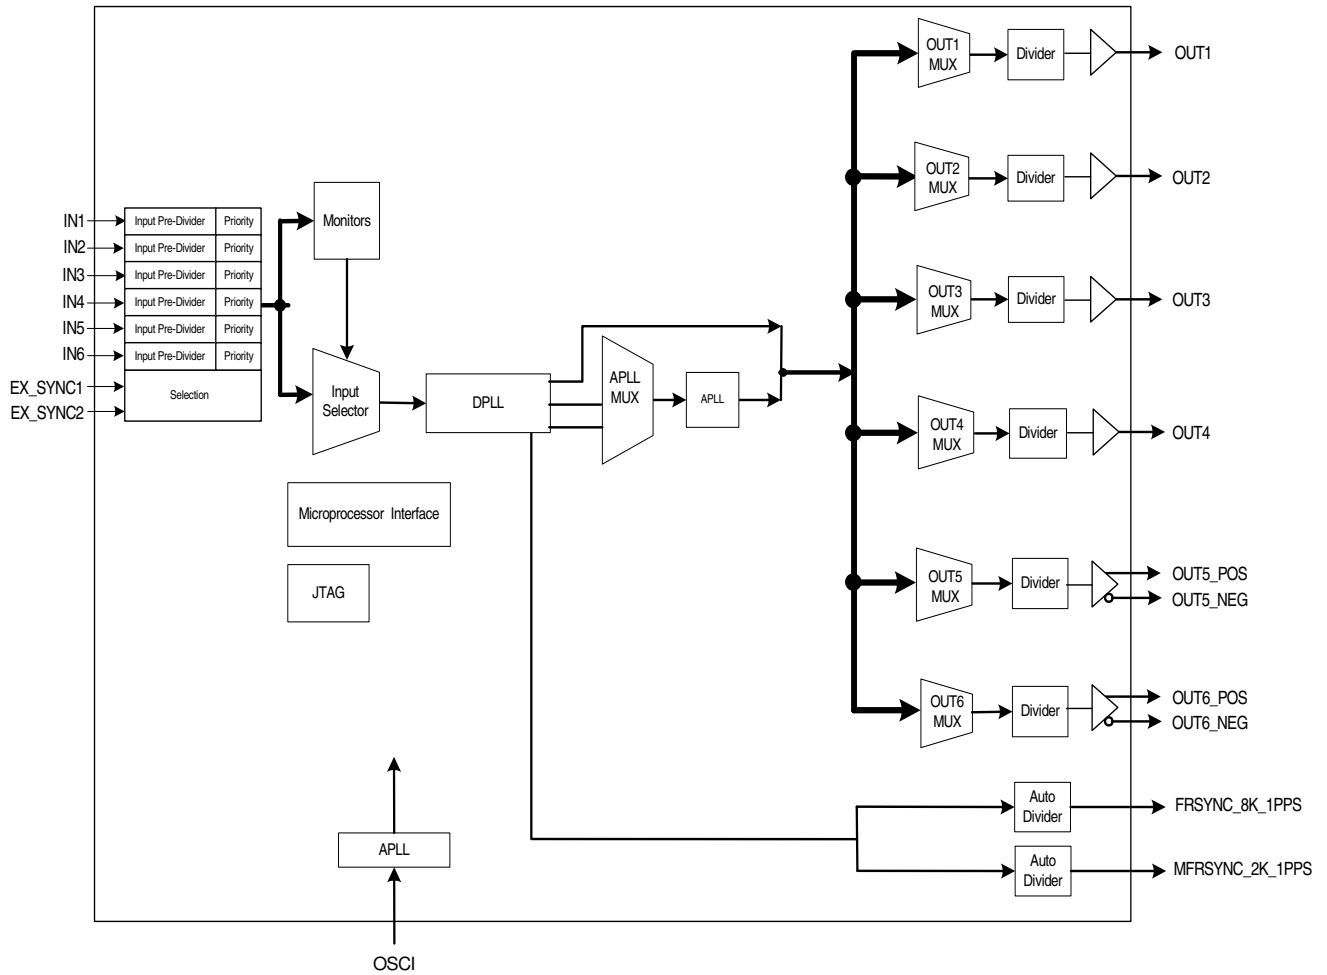 OUT1
MUX
Divider
OUT1
OUT2
MUX
Divider
OUT2
IN1
Input Pre-Divider
Priority
IN2
Input Pre-Divider
Priority
IN3
Input Pre-Divider
Priority
IN4
Input Pre-Divider
Priority
IN5
Input Pre-Divider
Priority
IN6
Input Pre-Divider
Priority
EX_SYNC1
EX_SYNC2
Selection
Monitors
Input
Selector
DPLL
APLL
MUX
APLL
OUT3
MUX
Divider
OUT3
OUT4
MUX
Divider
OUT4
Microprocessor Interface
JTAG
OUT5
MUX
Divider
OUT5_POS
OUT5_NEG
OUT6
MUX
Divider
OUT6_POS
OUT6_NEG
Auto
Divider
FRSYNC_8K_1PPS
APLL
Auto
Divider
MFRSYNC_2K_1PPS
OSCI